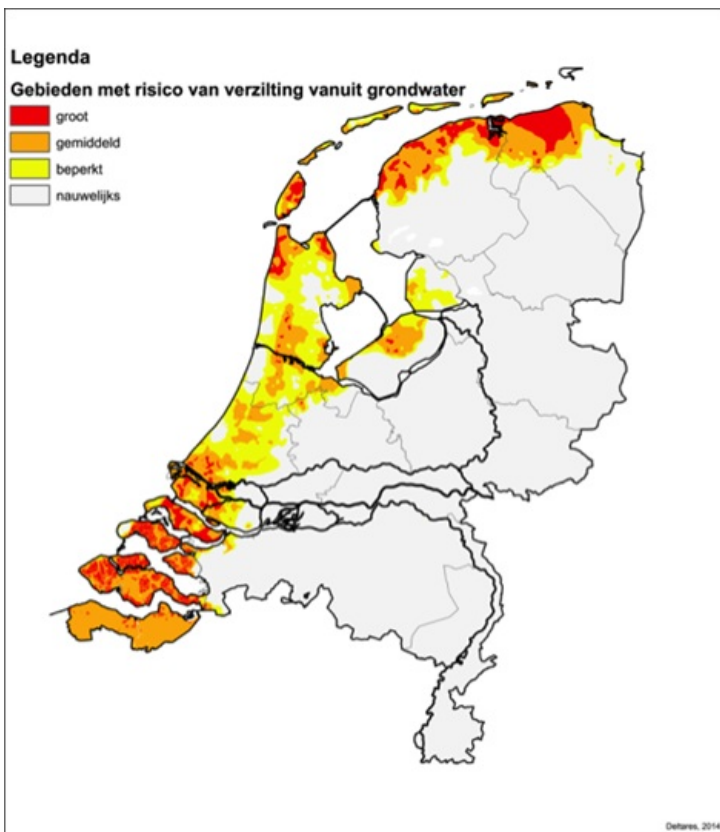 Legenda
Gebieden met risico van verzilting vanuit grondwater
groot
gemiddeld
beperkt
nauwelijks
Deltares, 2014